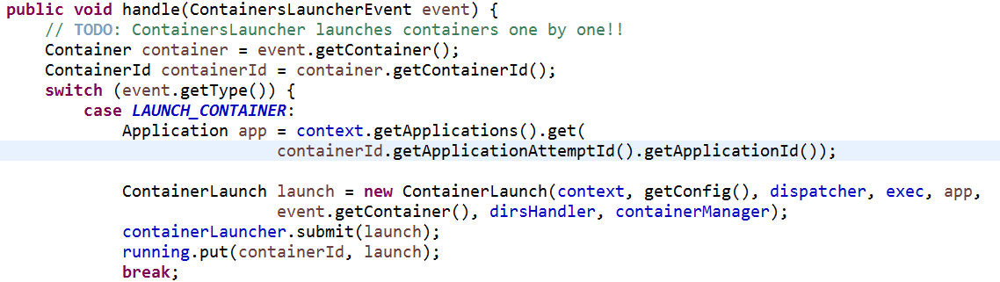 public void handle(ContainersLauncherEvent event) {
    // TODO: ContainersLauncher launches containers one by one!!
    Container container = event.getContainer();
    ContainerId containerId = container.getContainerId();
    switch (event.getType()) {
        case LAUNCH_CONTAINER:
            Application app = context.getApplications().get(
                            containerId.getApplicationAttemptId().getApplicationId());

            ContainerLaunch launch = new ContainerLaunch(context, getConfig(), dispatcher, exec, app,
                            event.getContainer(), dirsHandler, containerManager);
            containerLauncher.submit(launch);
            running.put(containerId, launch);
            break;